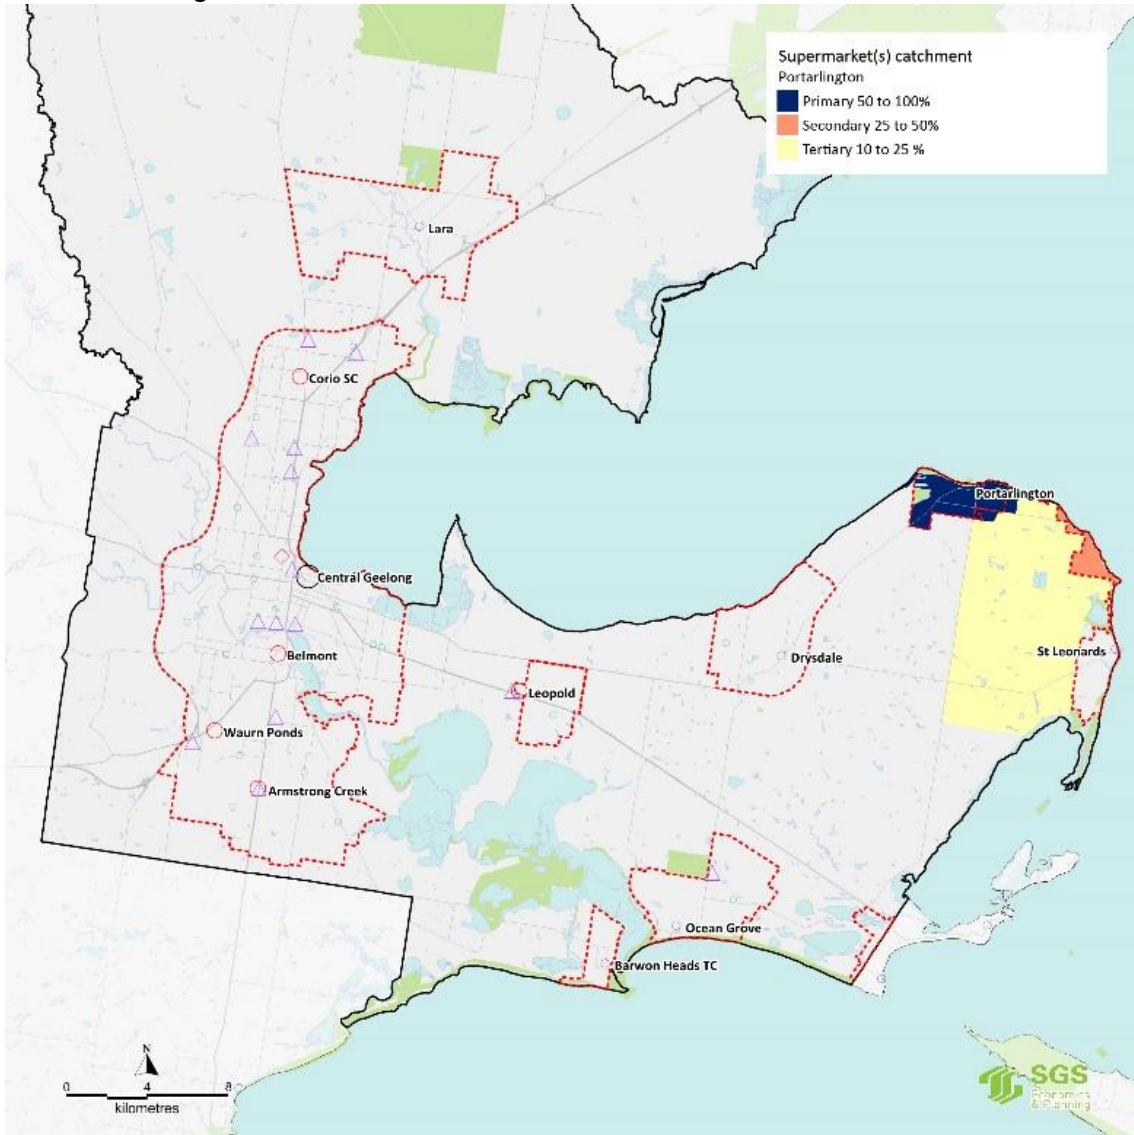 Supermarket(s) catchment
Portarlington
Primary 50 to 100%
Secondary 25 to 50%
Tertiary 10 to 25 %
Lara
Corio SC
Portarlington
Central Geelong
St Leonards
Drysdale
Belmont
Leopold
Waurn Ponds
Armstrong Creek
Ocean Grove
Barwon Heads TC
N
0 4 8
kilometres
SGS
Economics
& Planning